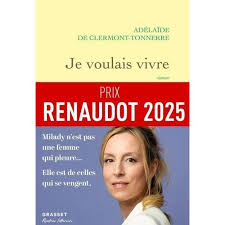 ADÉLAÏDE
DE CLERMONT-TONNERRE
Je voulais vivre
roman
PRIX
RENAUDOT 2025
Milady n'est pas
une femme
qui pleure...
Elle est de celles
qui se vengent.
GRASSET